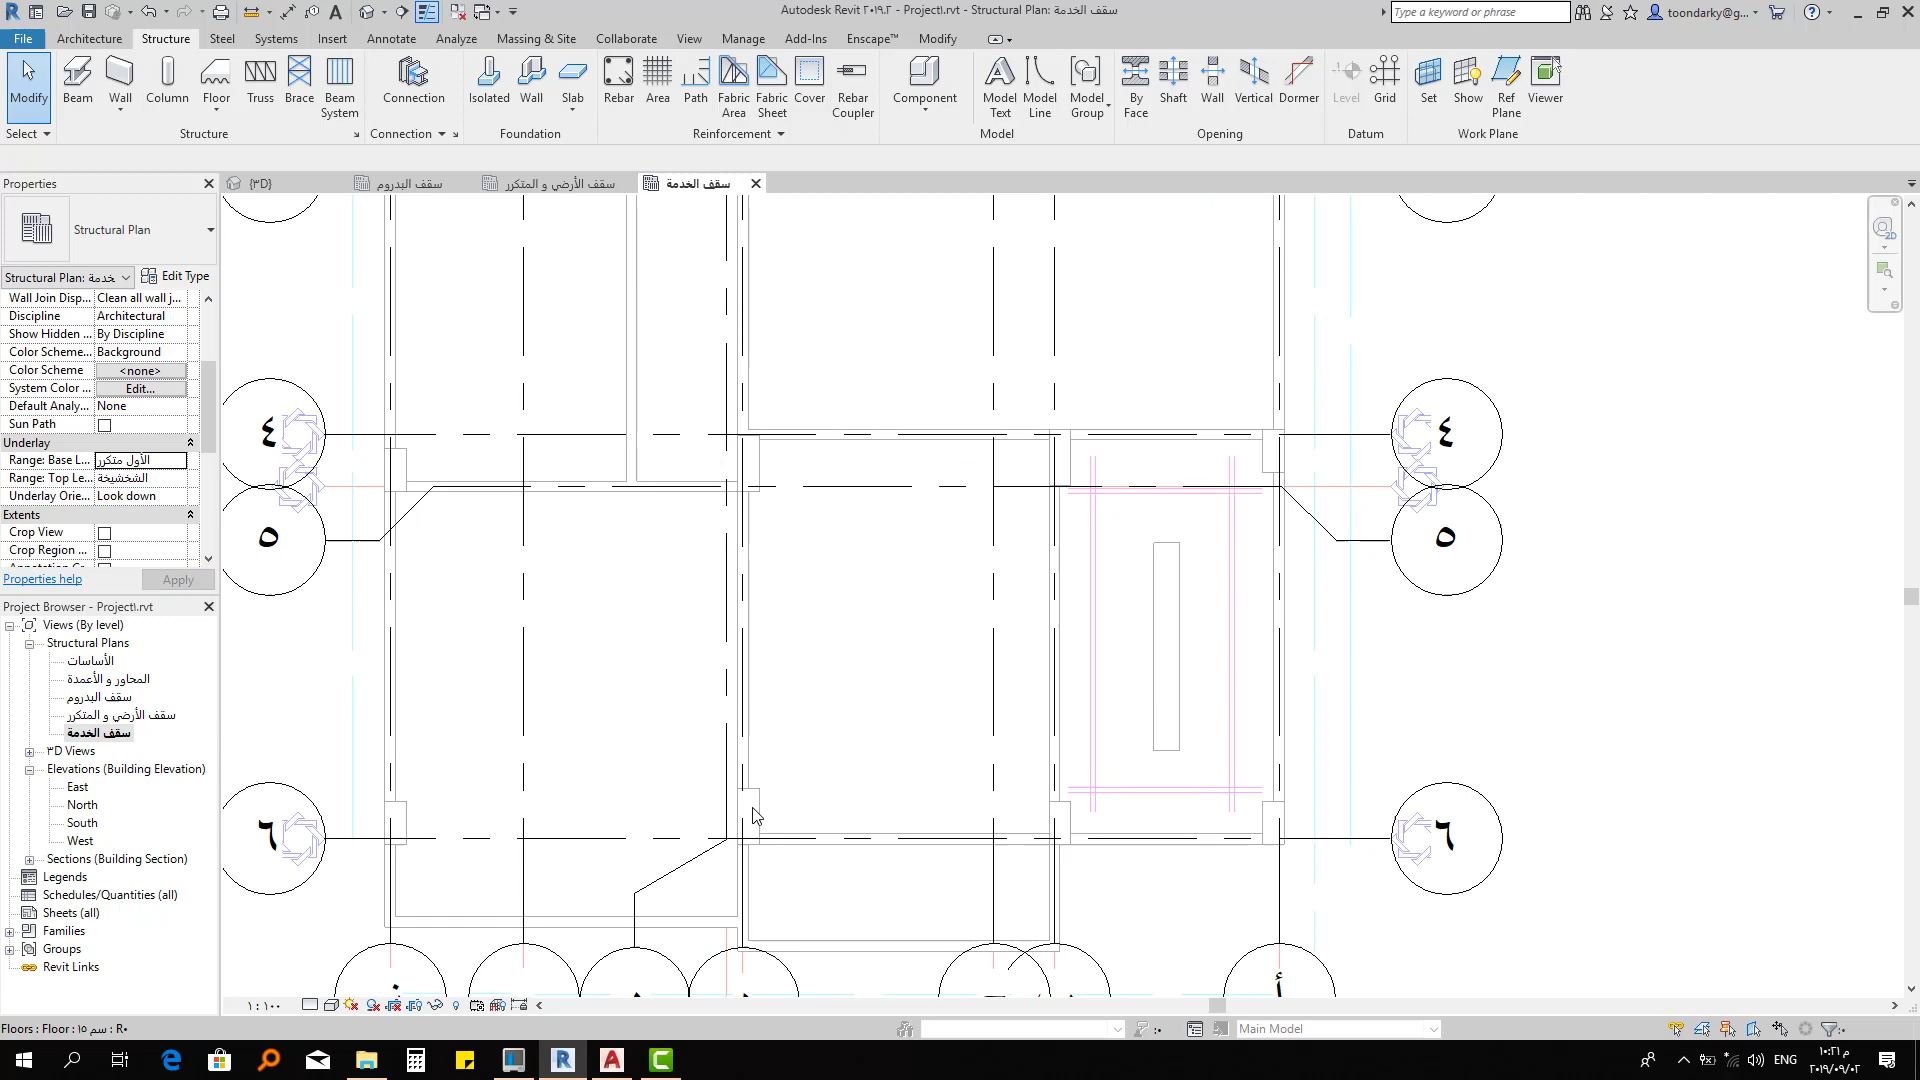 Autodesk Revit ٢٠١٩.٢ - Project١.rvt - Structural Plan: سقف الخدمة
Type a keyword or phrase
toondarky@g...
File Architecture Structure Steel Systems Insert Annotate Analyze Massing & Site Collaborate View Manage Add-Ins Enscape™ Modify
Modify Beam Wall Column Floor Truss Brace Beam System Connection Isolated Wall Slab Rebar Area Path Fabric Area Fabric Sheet Cover Rebar Coupler Component Model Text Model Line Model Group By Face Shaft Wall Vertical Dormer Level Grid Set Show Ref Plane Viewer
Select Structure Connection Foundation Reinforcement Model Opening Datum Work Plane
Properties
{٣D}
سقف البدروم
سقف الأرضي و المتكرر
سقف الخدمة
Structural Plan
Structural Plan: خدمة
Edit Type
Wall Join Disp... Clean all wall j...
Discipline Architectural
Show Hidden ... By Discipline
Color Scheme... Background
Color Scheme <none>
System Color ... Edit...
Default Analy... None
Sun Path
Underlay
Range: Base L... الأول متكرر
Range: Top Le... الشخشيخة
Underlay Orie... Look down
Extents
Crop View
Crop Region ...
Properties help Apply
Project Browser - Project١.rvt
Views (By level)
Structural Plans
الأساسات
المحاور و الأعمدة
سقف البدروم
سقف الأرضي و المتكرر
سقف الخدمة
٣D Views
Elevations (Building Elevation)
East
North
South
West
Sections (Building Section)
Legends
Schedules/Quantities (all)
Sheets (all)
Families
Groups
Revit Links
٤ ٤
٥ ٥
٦ ٦
أ
2D
١ : ١٠٠
Floors : Floor : سم ١٥ : R٠
: ٠
Main Model
: ٠
ENG
م ١٠:٢١
٢٠١٩/٠٩/٠٢